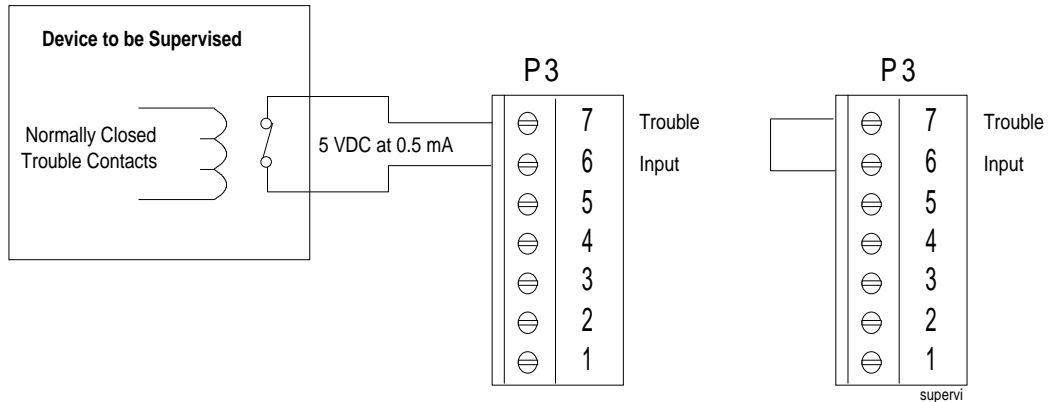 Device to be Supervised
Normally Closed
Trouble Contacts
5 VDC at 0.5 mA
P3
7 Trouble
6 Input
5
4
3
2
1
P3
7 Trouble
6 Input
5
4
3
2
1
supervi